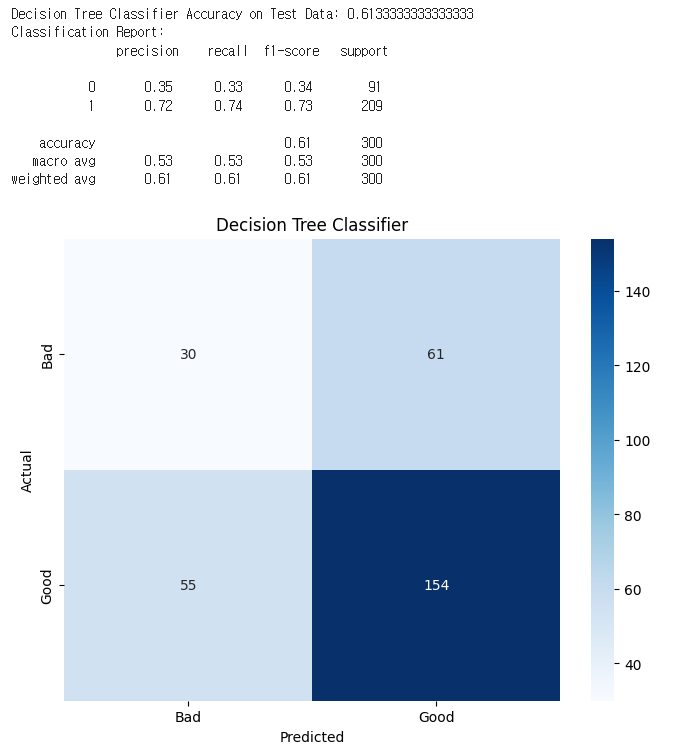 Decision Tree Classifier Accuracy on Test Data: 0.6133333333333333
Classification Report:
precision recall f1-score support
0 0.35 0.33 0.34 91
1 0.72 0.74 0.73 209
accuracy 0.61 300
macro avg 0.53 0.53 0.53 300
weighted avg 0.61 0.61 0.61 300
Decision Tree Classifier
Bad 30 61
Good 55 154
Actual
Bad Good
Predicted
140
120
100
80
60
40